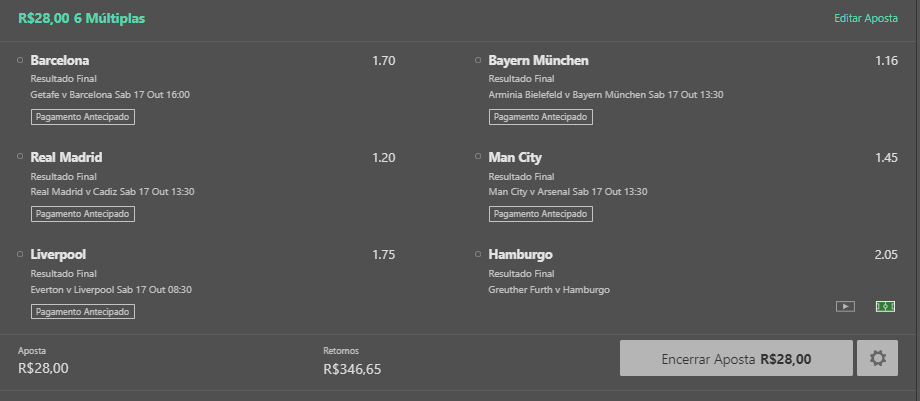 R$28,00 6 Múltiplas
Editar Aposta
Barcelona 1.70
Resultado Final
Getafe v Barcelona Sab 17 Out 16:00
Pagamento Antecipado
Bayern München 1.16
Resultado Final
Arminia Bielefeld v Bayern München Sab 17 Out 13:30
Pagamento Antecipado
Real Madrid 1.20
Resultado Final
Real Madrid v Cadiz Sab 17 Out 13:30
Pagamento Antecipado
Man City 1.45
Resultado Final
Man City v Arsenal Sab 17 Out 13:30
Pagamento Antecipado
Liverpool 1.75
Resultado Final
Everton v Liverpool Sab 17 Out 08:30
Pagamento Antecipado
Hamburgo 2.05
Resultado Final
Greuther Furth v Hamburgo
Aposta
R$28,00
Retornos
R$346,65
Encerrar Aposta R$28,00